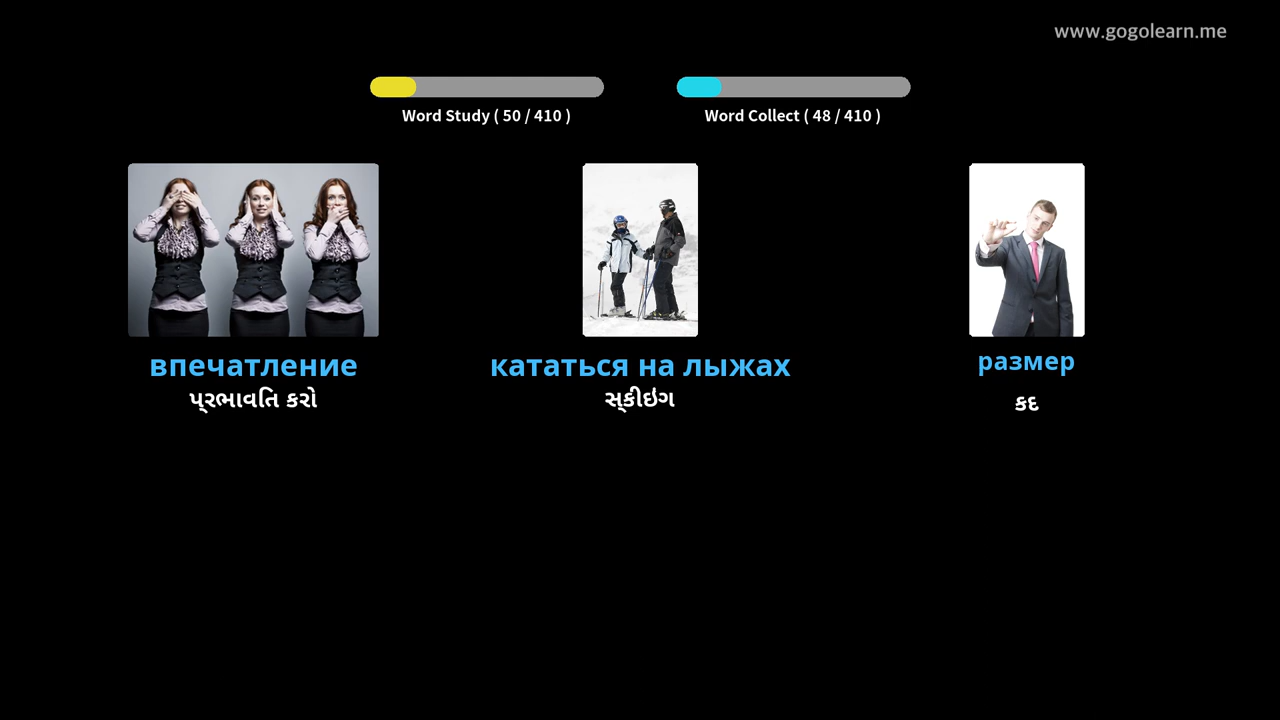 www.gogolearn.me
Word Study ( 50 / 410 )
Word Collect ( 48 / 410 )
впечатление
પ્રભાવતિ કરો
кататься на лыжах
સ્કીઇંગ
размер
કદ